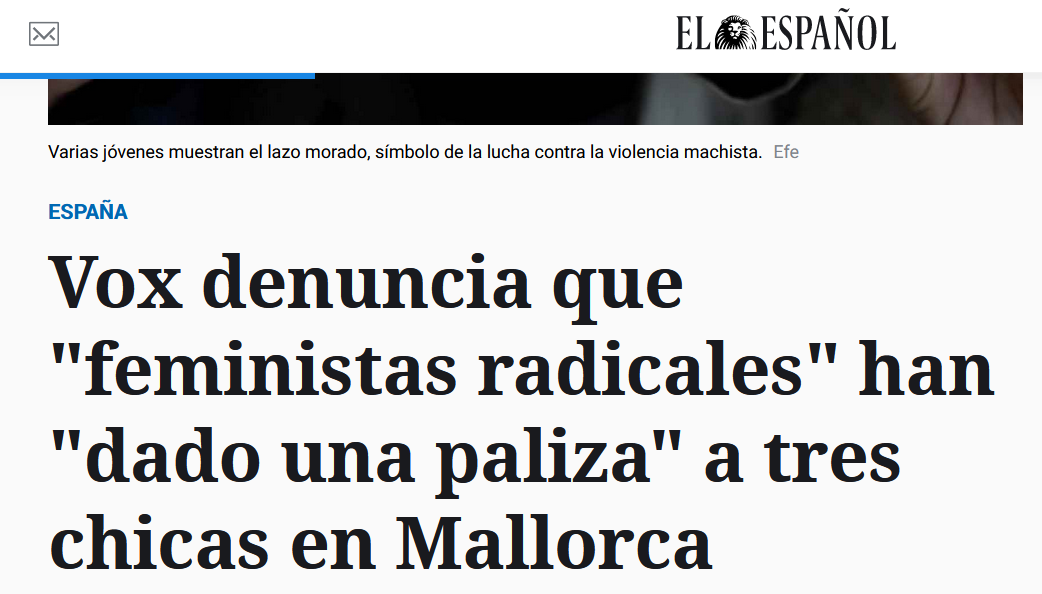 EL ESPAÑOL
Varias jóvenes muestran el lazo morado, símbolo de la lucha contra la violencia machista. Efe
ESPAÑA
Vox denuncia que
"feministas radicales" han
"dado una paliza" a tres
chicas en Mallorca